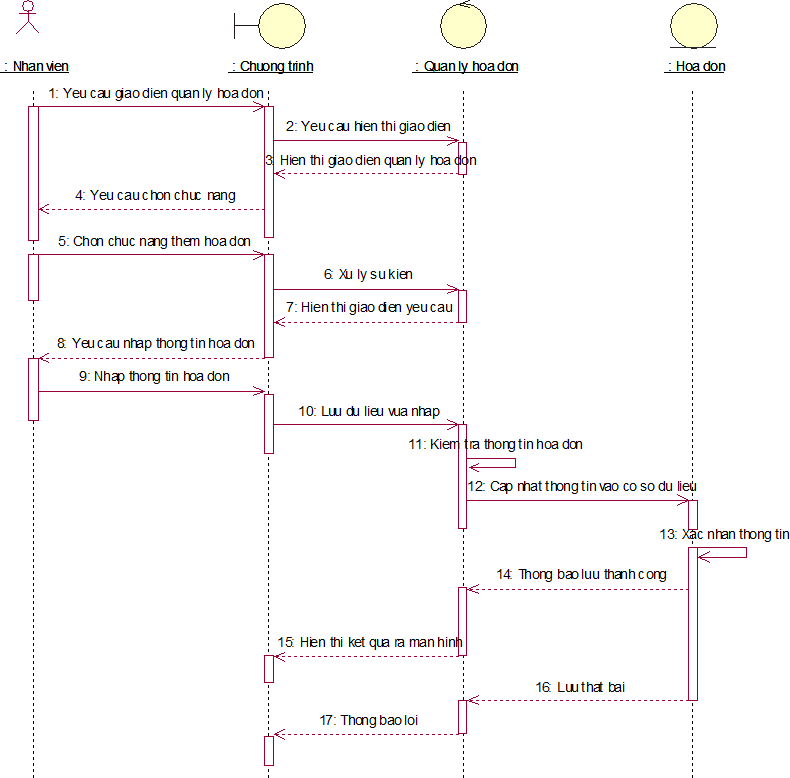 : Nhan vien
: Chuong trinh
: Quan ly hoa don
: Hoa don
1: Yeu cau giao dien quan ly hoa don
2: Yeu cau hien thi giao dien
3: Hien thi giao dien quan ly hoa don
4: Yeu cau chon chuc nang
5: Chon chuc nang them hoa don
6: Xu ly su kien
7: Hien thi giao dien yeu cau
8: Yeu cau nhap thong tin hoa don
9: Nhap thong tin hoa don
10: Luu du lieu vua nhap
11: Kiem tra thong tin hoa don
12: Cap nhat thong tin vao co so du lieu
13: Xac nhan thong tin
14: Thong bao luu thanh cong
15: Hien thi ket qua ra man hinh
16: Luu that bai
17: Thong bao loi